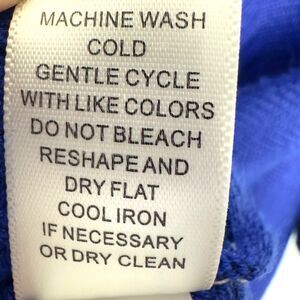 MACHINE WASH
COLD
GENTLE CYCLE
WITH LIKE COLORS
DO NOT BLEACH
RESHAPE AND
DRY FLAT
COOL IRON
IF NECESSARY
OR DRY CLEAN